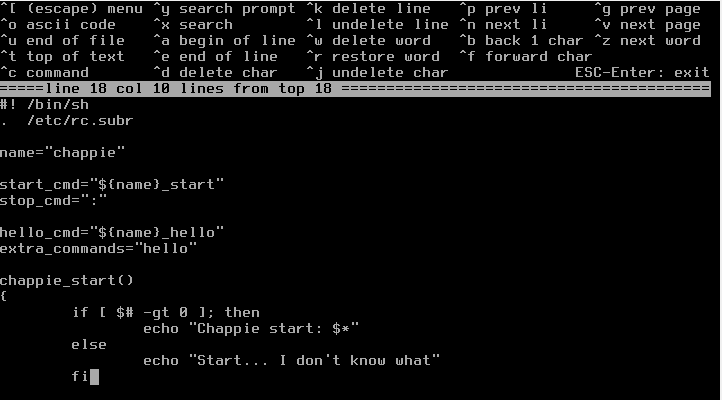 ^[ (escape) menu ^y search prompt ^k delete line ^p prev li ^g prev page
^o ascii code ^x search ^l undelete line ^n next li ^v next page
^u end of file ^a begin of line ^w delete word ^b back 1 char ^z next word
^t top of text ^e end of line ^r restore word ^f forward char
^c command ^d delete char ^j undelete char ESC-Enter: exit
=====line 18 col 10 lines from top 18 =========================================
#! /bin/sh
. /etc/rc.subr
name="chappie"
start_cmd="${name}_start"
stop_cmd=":"
hello_cmd="${name}_hello"
extra_commands="hello"
chappie_start()
{
if [ $# -gt 0 ]; then
echo "Chappie start: $*"
else
echo "Start... I don't know what"
fi